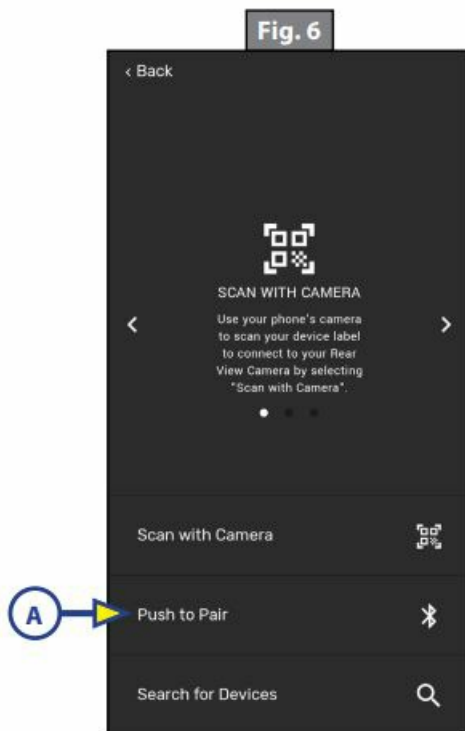 Fig. 6
< Back
SCAN WITH CAMERA
Use your phone's camera
to scan your device label
to connect to your Rear
View Camera by selecting
"Scan with Camera".
Scan with Camera
A
Push to Pair
Search for Devices